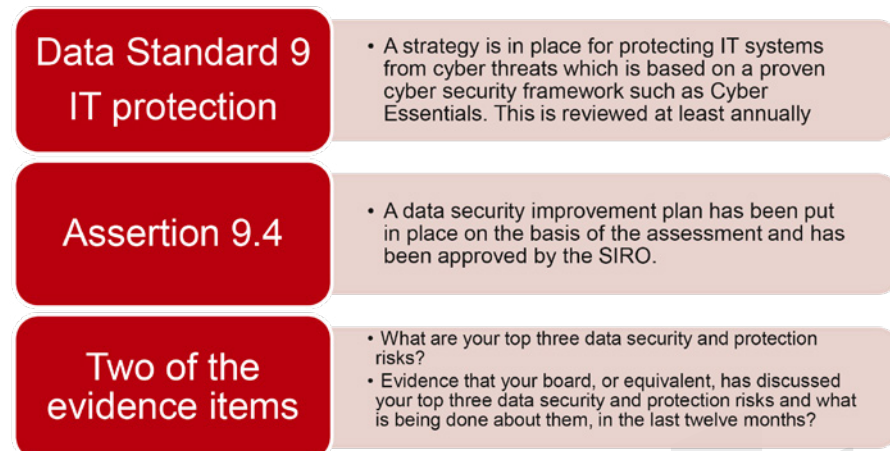 Data Standard 9
IT protection
• A strategy is in place for protecting IT systems
from cyber threats which is based on a proven
cyber security framework such as Cyber
Essentials. This is reviewed at least annually
Assertion 9.4
• A data security improvement plan has been put
in place on the basis of the assessment and has
been approved by the SIRO.
Two of the
evidence items
• What are your top three data security and protection
risks?
• Evidence that your board, or equivalent, has discussed
your top three data security and protection risks and what
is being done about them, in the last twelve months?